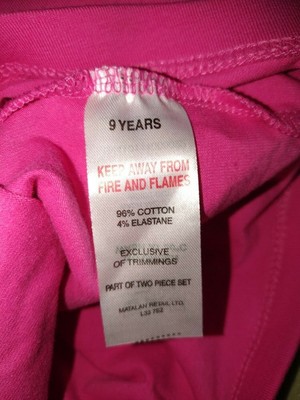 9 YEARS
KEEP AWAY FROM
FIRE AND FLAMES
96% COTTON
4% ELASTANE
EXCLUSIVE
OF TRIMMINGS
PART OF TWO PIECE SET
MATALAN RETAIL LTD.
L33 7SZ